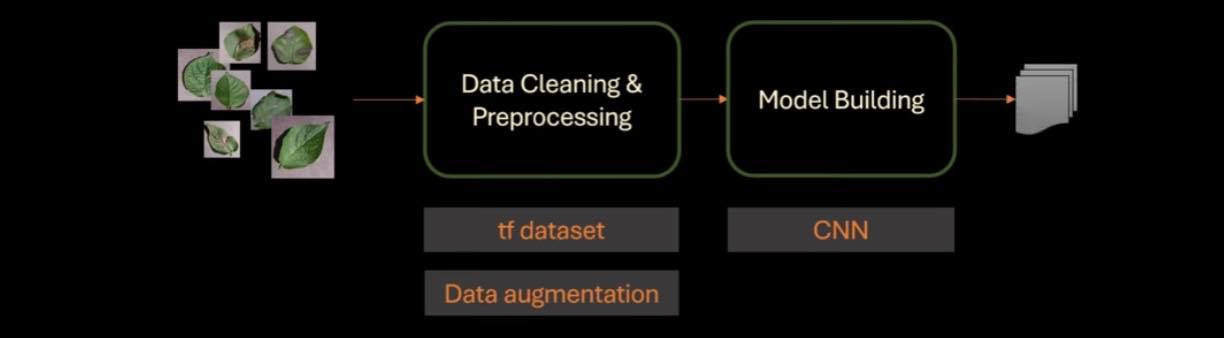 Data Cleaning &
Preprocessing
Model Building
tf dataset
CNN
Data augmentation